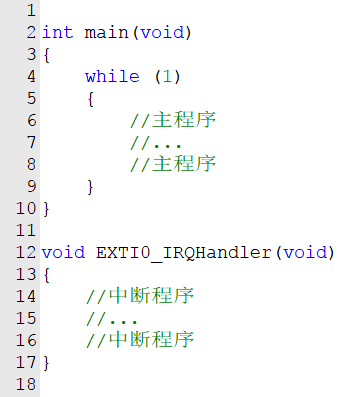 1
2 int main(void)
3 {
4     while (1)
5     {
6         //主程序
7         //...
8         //主程序
9     }
10 }
11
12 void EXTI0_IRQHandler(void)
13 {
14     //中断程序
15     //...
16     //中断程序
17 }
18